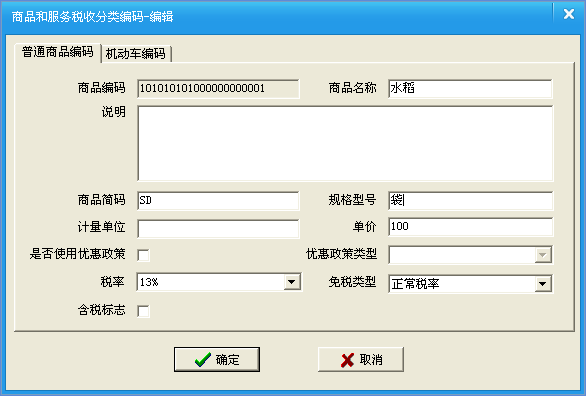 商品和服务税收分类编码-编辑
普通商品编码 机动车编码
商品编码 1010101010000000000001 商品名称 水稻
说明
商品简码 SD 规格型号 袋
计量单位 单价 100
是否使用优惠政策 优惠政策类型
税率 13% 免税类型 正常税率
含税标志
确定 取消